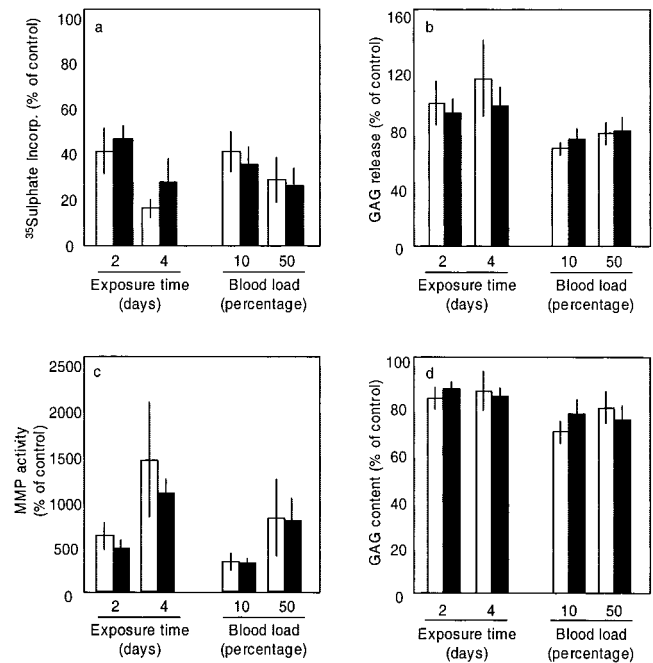 a
35Sulphate Incorp. (% of control)
100
80
60
40
20
0
2 4 10 50
Exposure time Blood load
(days) (percentage)
b
GAG release (% of control)
160
120
80
40
0
2 4 10 50
Exposure time Blood load
(days) (percentage)
c
MMP activity
(% of control)
2500
2000
1500
1000
500
0
2 4 10 50
Exposure time Blood load
(days) (percentage)
d
GAG content (% of control)
100
80
60
40
20
0
2 4 10 50
Exposure time Blood load
(days) (percentage)